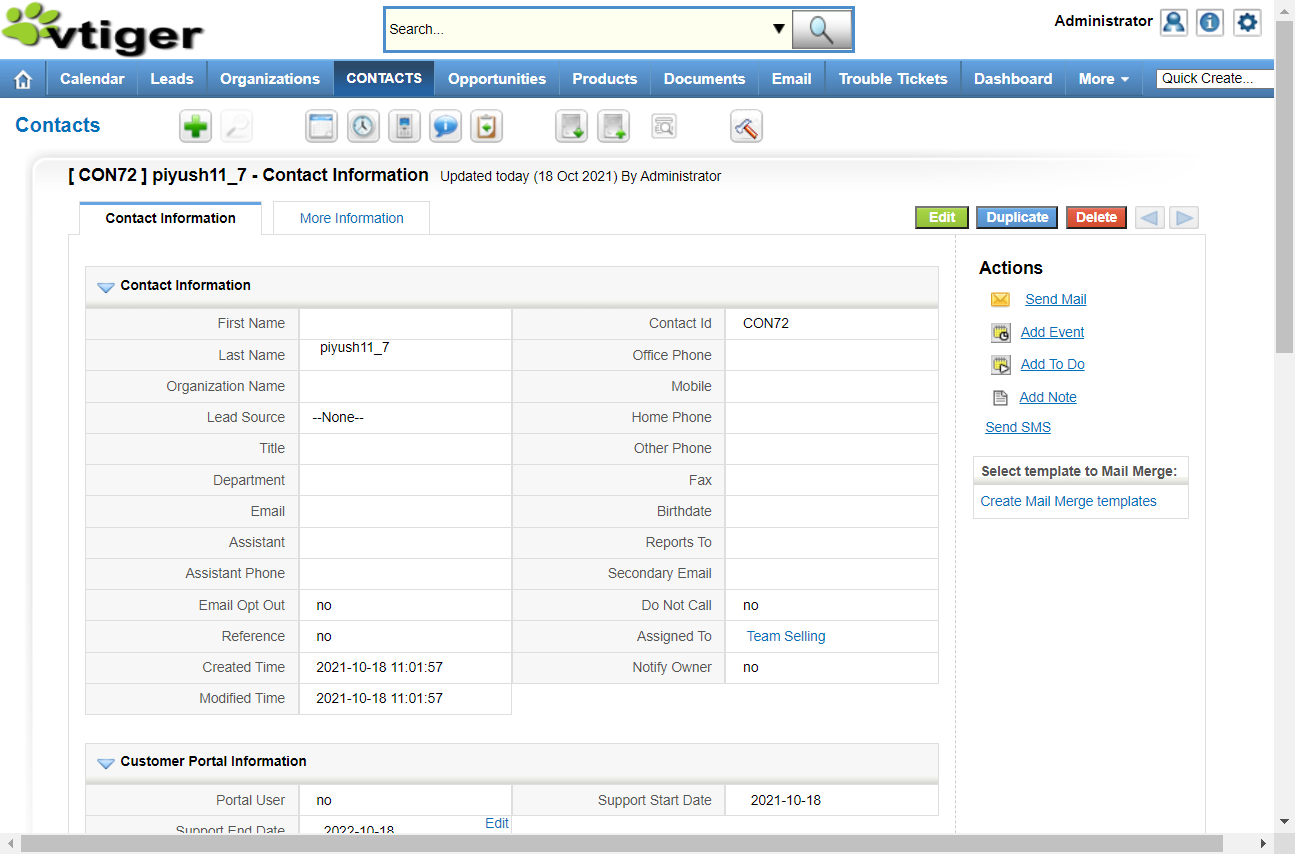 vtiger
Search...
Administrator
Calendar Leads Organizations CONTACTS Opportunities Products Documents Email Trouble Tickets Dashboard More Quick Create...
Contacts
[ CON72 ] piyush11_7 - Contact Information Updated today (18 Oct 2021) By Administrator
Contact Information More Information Edit Duplicate Delete
Contact Information
First Name Contact Id CON72
Last Name piyush11_7 Office Phone
Organization Name Mobile
Lead Source --None-- Home Phone
Title Other Phone
Department Fax
Email Birthdate
Assistant Reports To
Assistant Phone Secondary Email
Email Opt Out no Do Not Call no
Reference no Assigned To Team Selling
Created Time 2021-10-18 11:01:57 Notify Owner no
Modified Time 2021-10-18 11:01:57
Customer Portal Information
Portal User no Support Start Date 2021-10-18
Support End Date 2022-10-18 Edit
Actions
Send Mail
Add Event
Add To Do
Add Note
Send SMS
Select template to Mail Merge:
Create Mail Merge templates